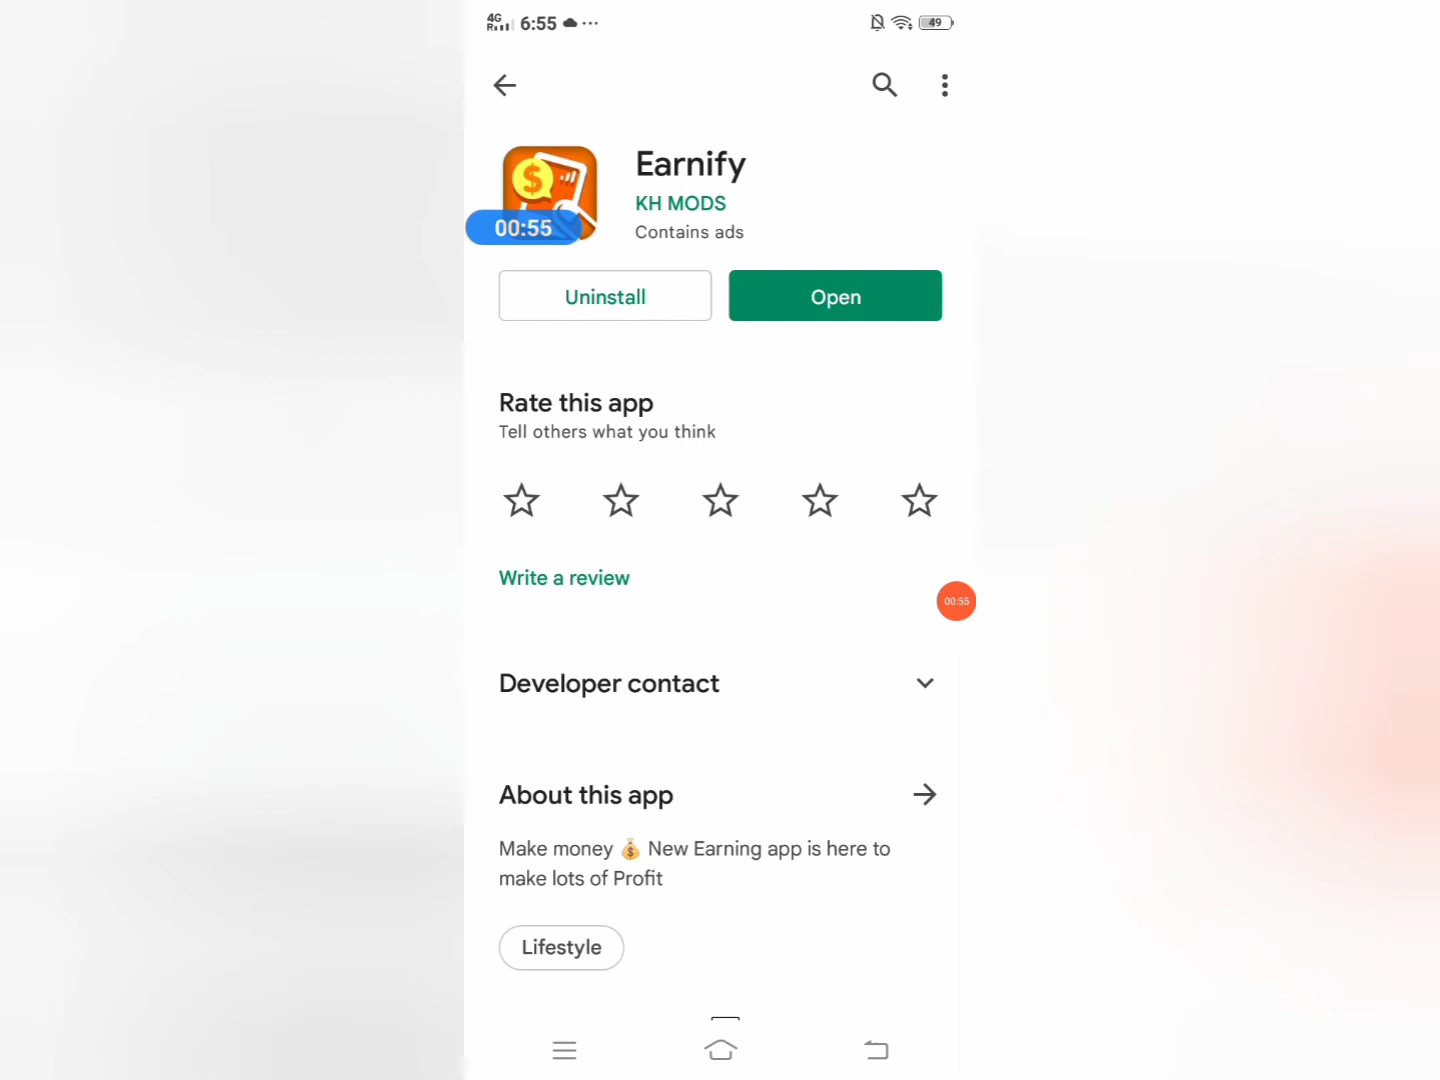 4G
R
6:55
49
Earnify
KH MODS
Contains ads
$
00:55
Uninstall
Open
Rate this app
Tell others what you think
Write a review
00:55
Developer contact
About this app
Make money 💰 New Earning app is here to
make lots of Profit
Lifestyle